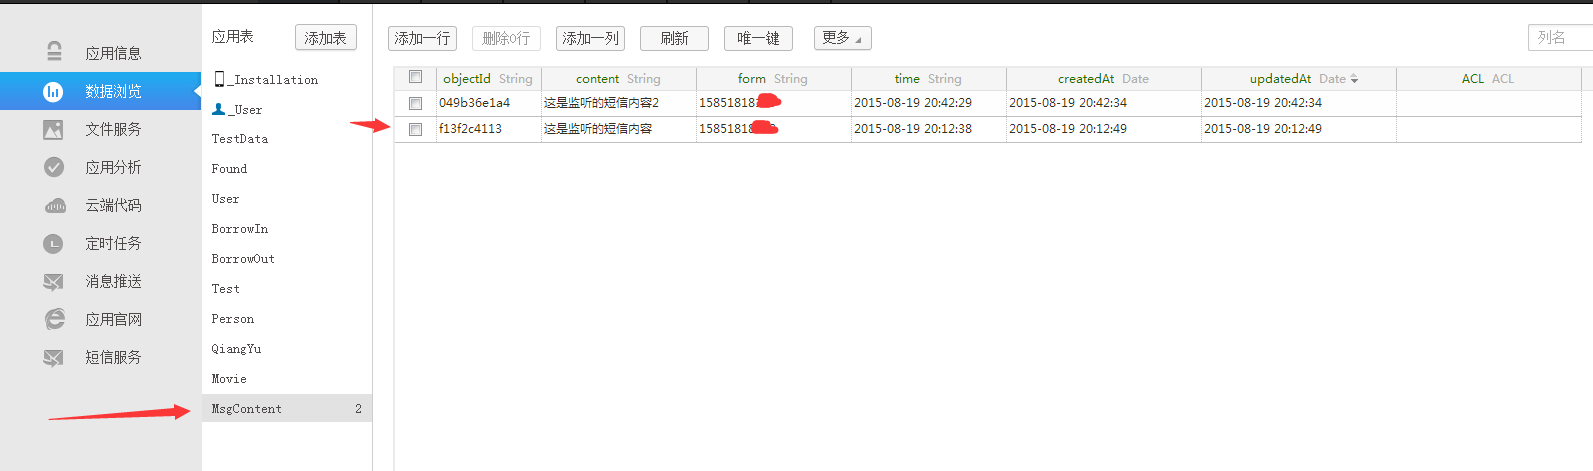 应用信息
数据浏览
文件服务
应用分析
云端代码
定时任务
消息推送
应用官网
短信服务
应用表 添加表
_Installation
_User
TestData
Found
User
BorrowIn
BorrowOut
Test
Person
QiangYu
Movie
MsgContent 2
添加一行 删除0行 添加一列 刷新 唯一键 更多 列名
objectId String content String form String time String createdAt Date updatedAt Date ACL ACL
049b36e1a4 这是监听的短信内容2 15851818 2015-08-19 20:42:29 2015-08-19 20:42:34 2015-08-19 20:42:34
f13f2c4113 这是监听的短信内容 15851818 2015-08-19 20:12:38 2015-08-19 20:12:49 2015-08-19 20:12:49